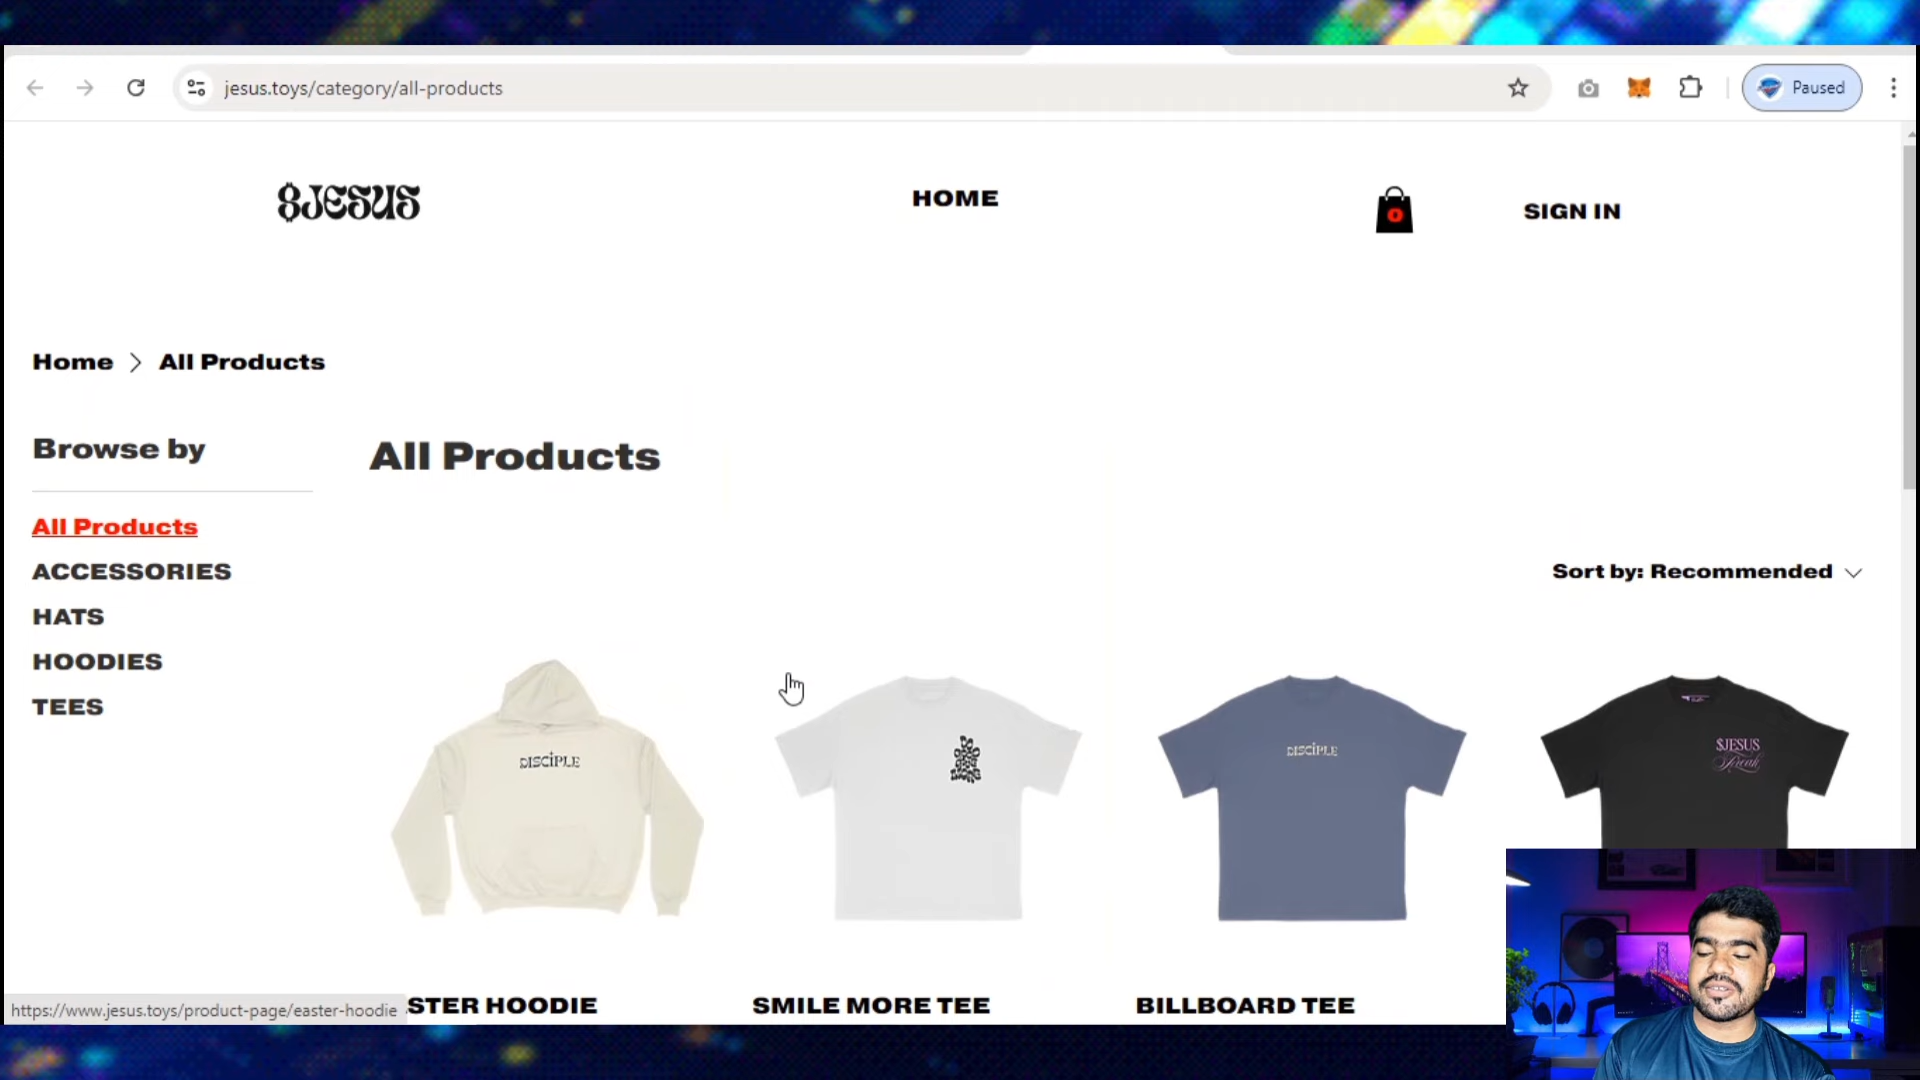 jesus.toys/category/all-products
Paused
$JESUS
HOME
0
SIGN IN
Home > All Products
Browse by
All Products
All Products
ACCESSORIES
HATS
HOODIES
TEES
Sort by: Recommended
DISCIPLE
DISCIPLE
$JESUS
Freak
https://www.jesus.toys/product-page/easter-hoodie
STER HOODIE
SMILE MORE TEE
BILLBOARD TEE